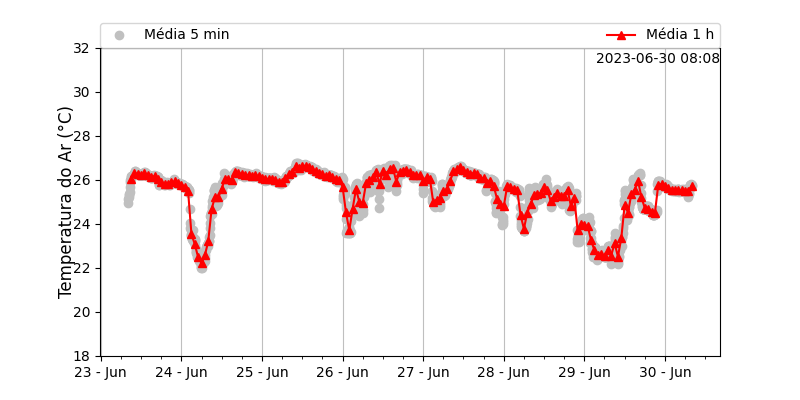 Média 5 min
Média 1 h
2023-06-30 08:08
Temperatura do Ar (°C)
32
30
28
26
24
22
20
18
23 - Jun
24 - Jun
25 - Jun
26 - Jun
27 - Jun
28 - Jun
29 - Jun
30 - Jun